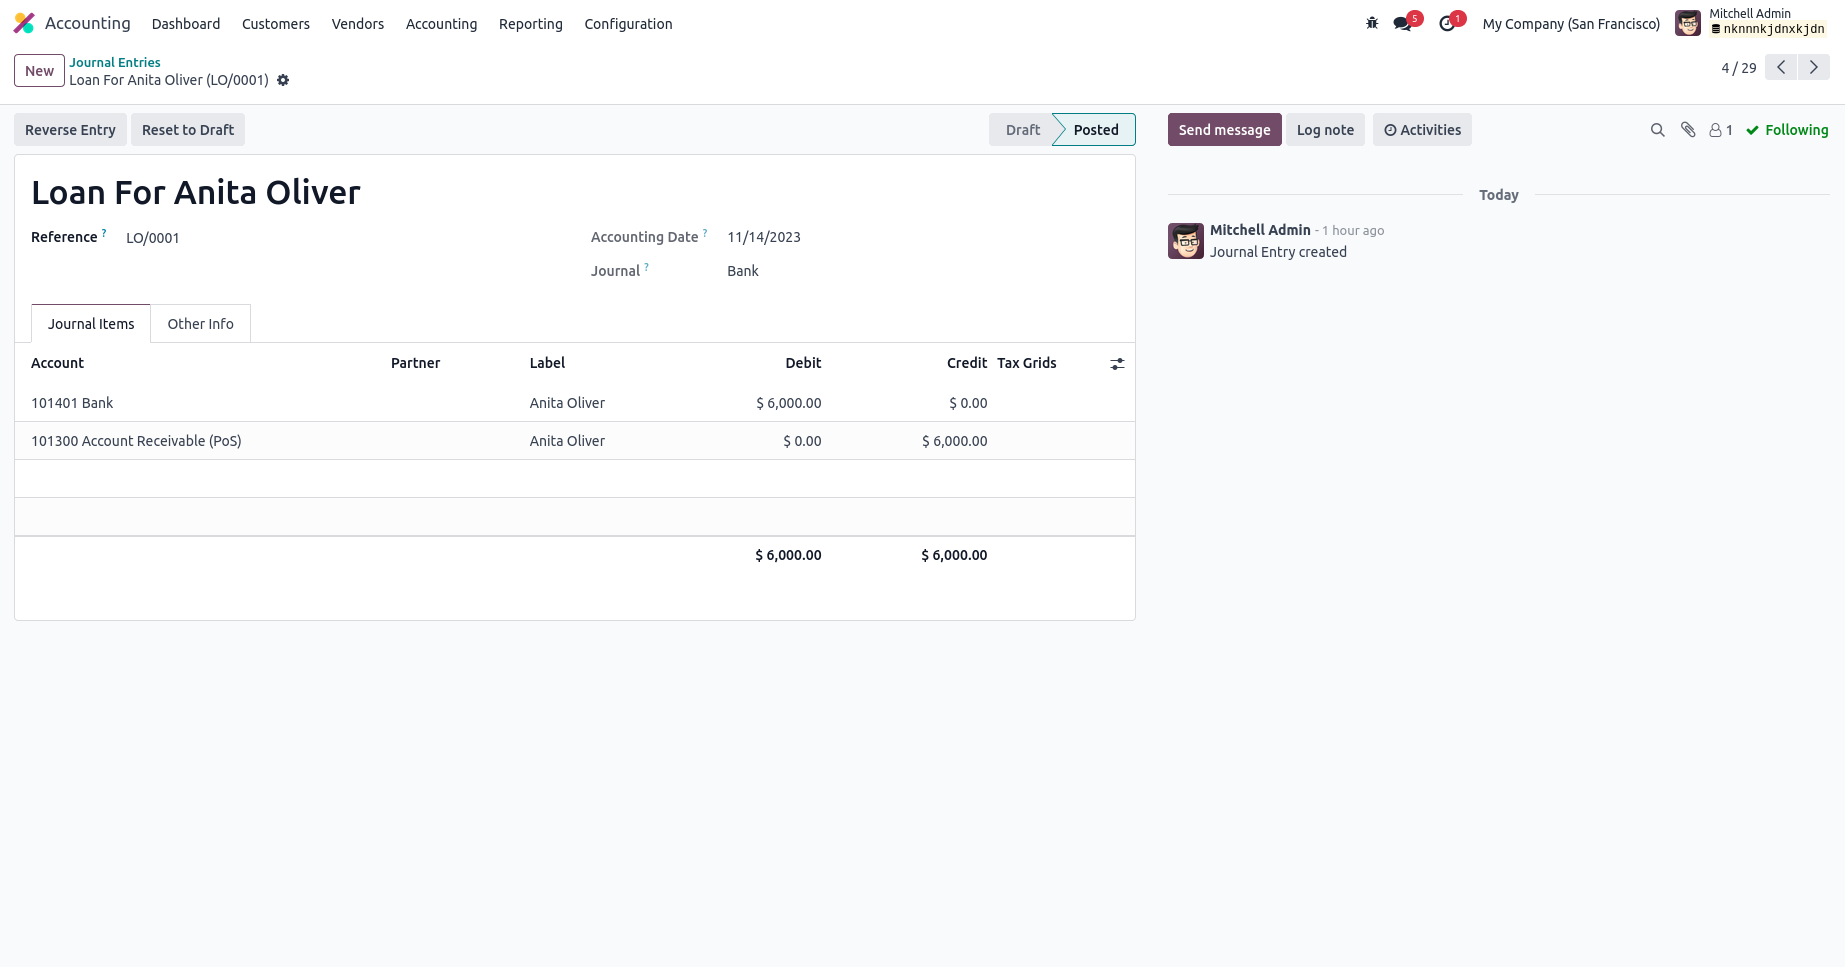 Accounting Dashboard Customers Vendors Accounting Reporting Configuration 5 1 My Company (San Francisco) Mitchell Admin
nknnnkjdnxkjdn
New Journal Entries
Loan For Anita Oliver (LO/0001) 4 / 29
Reverse Entry Reset to Draft Draft Posted Send message Log note Activities 1 Following
Loan For Anita Oliver
Reference ? LO/0001
Accounting Date ? 11/14/2023
Journal ? Bank
Today
Mitchell Admin - 1 hour ago
Journal Entry created
Journal Items Other Info
Account Partner Label Debit Credit Tax Grids
101401 Bank Anita Oliver $ 6,000.00 $ 0.00
101300 Account Receivable (PoS) Anita Oliver $ 0.00 $ 6,000.00
$ 6,000.00 $ 6,000.00